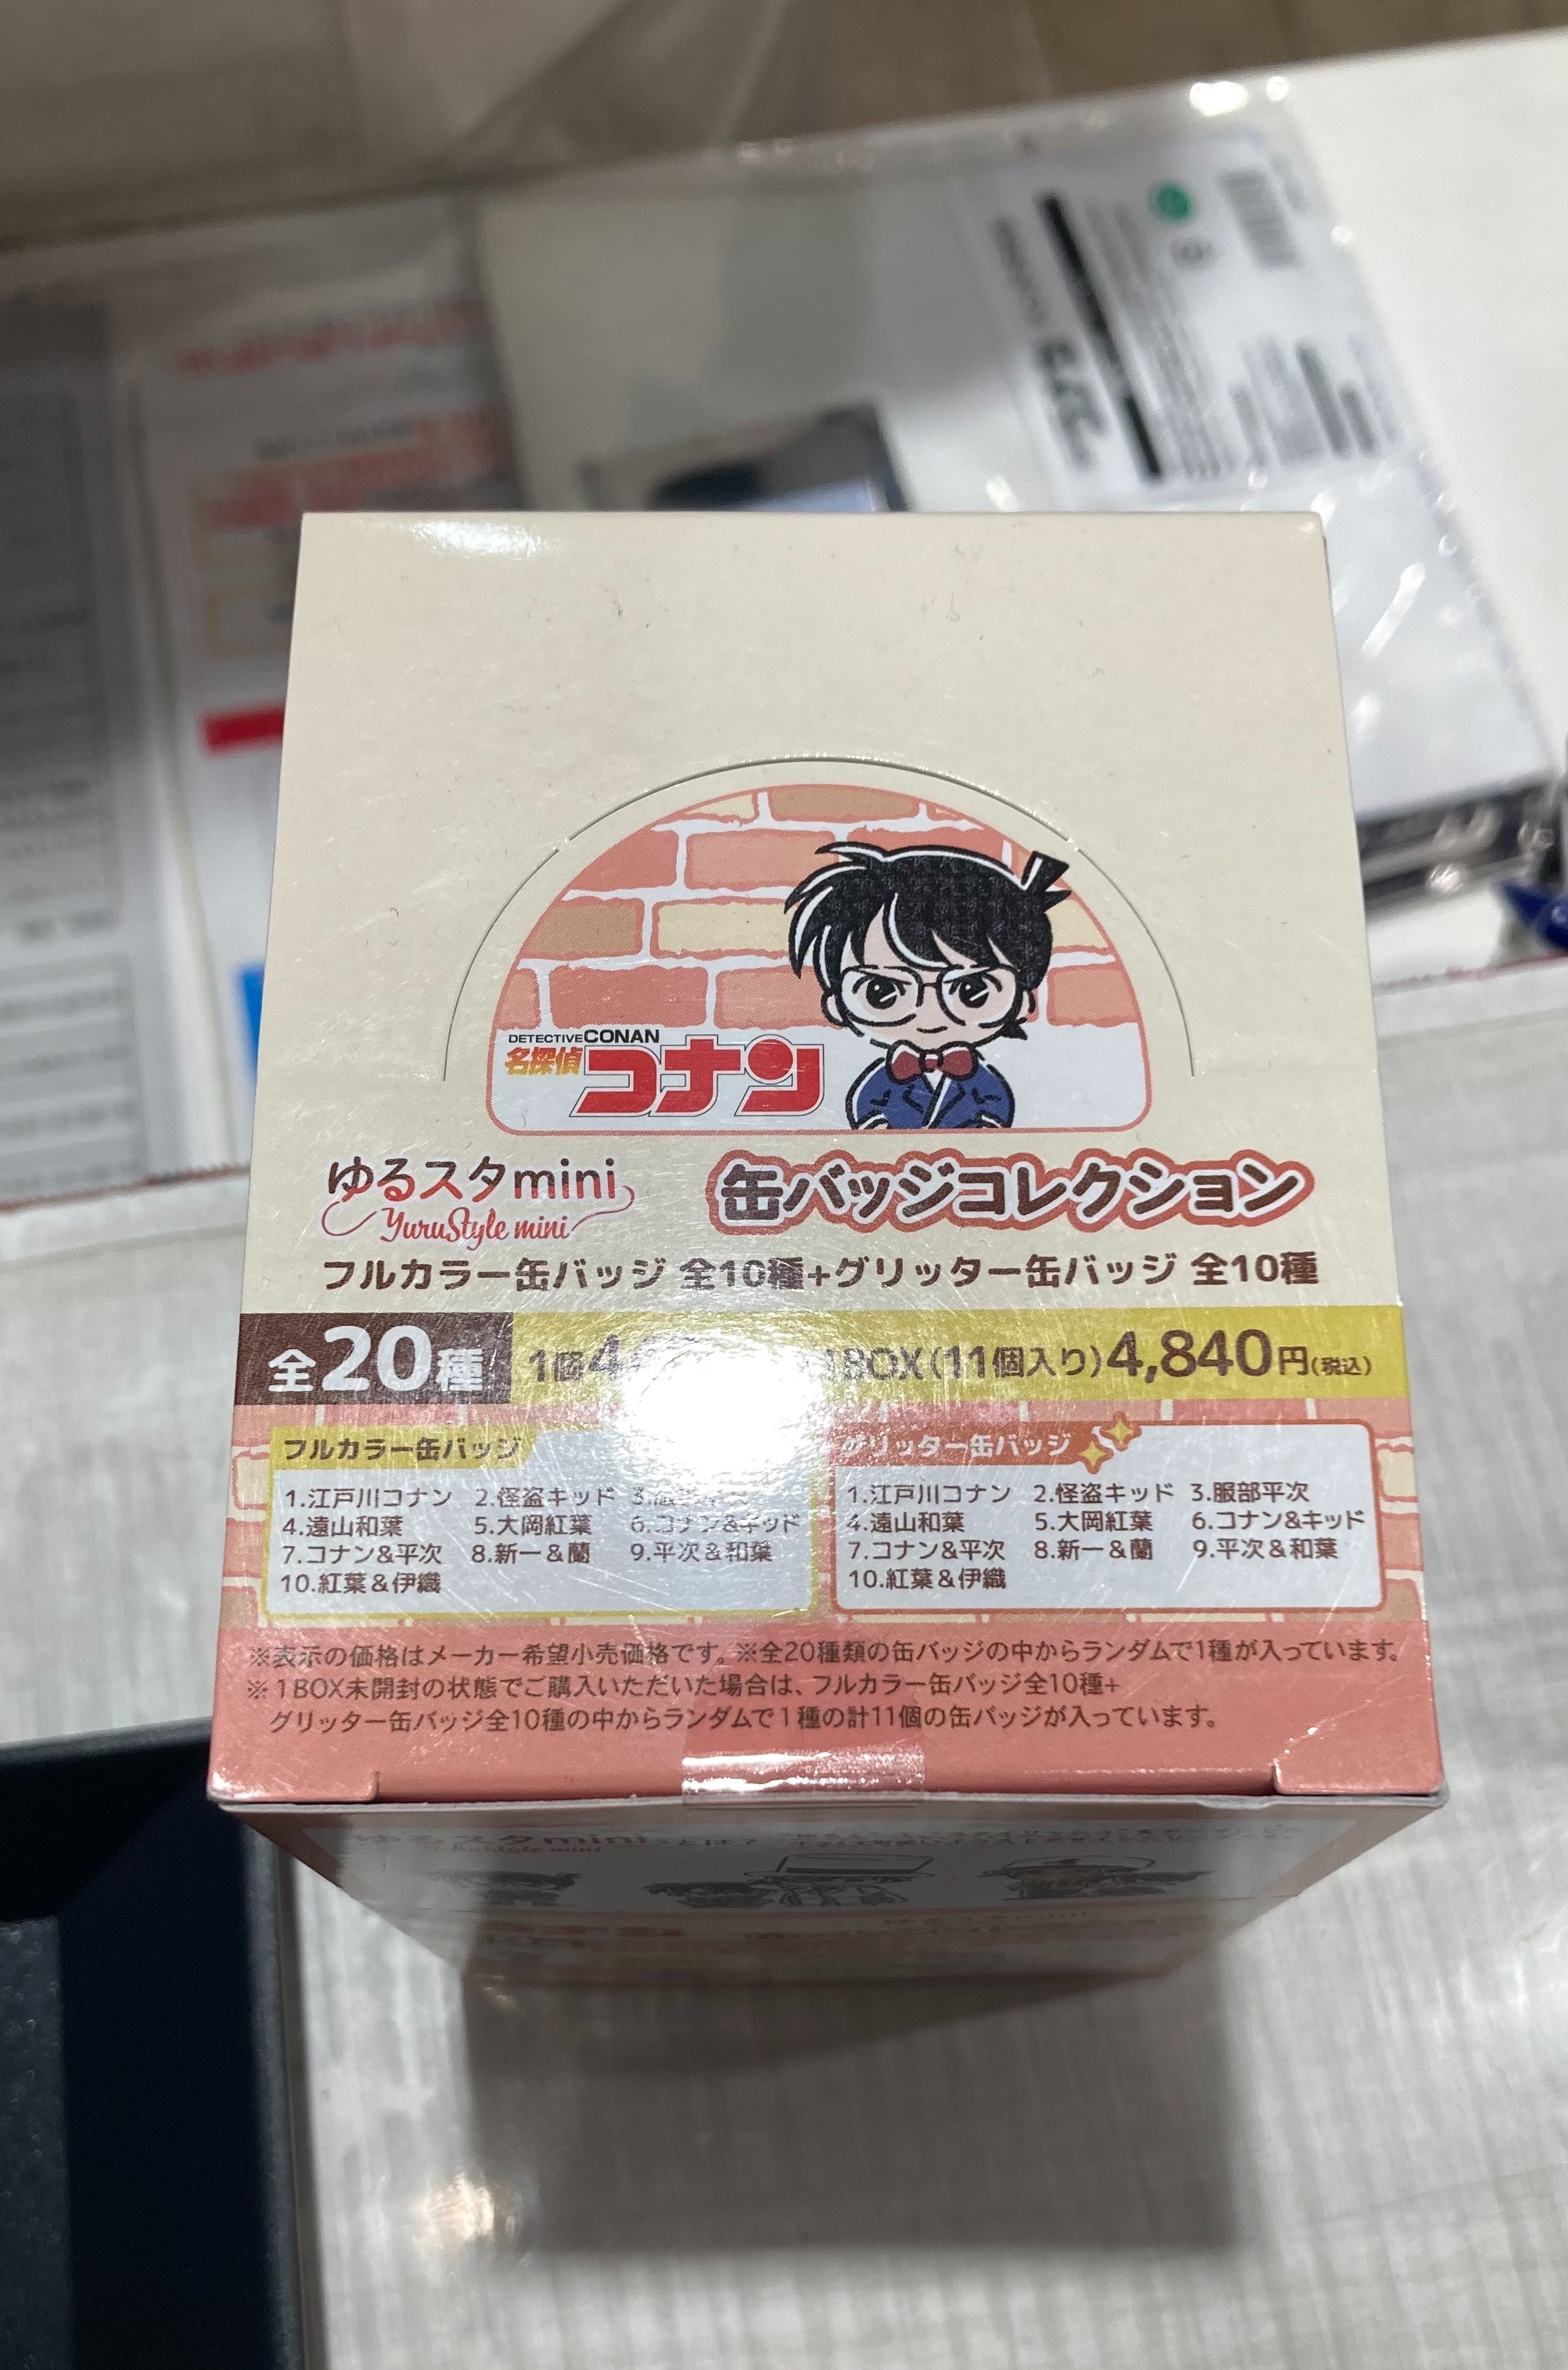 DETECTIVE CONAN
名探偵コナン
ゆるスタmini
YuruStyle mini
缶バッジコレクション
フルカラー缶バッジ 全10種+グリッター缶バッジ 全10種
全20種 1個 1BOX(11個入り)4,840円(税込)
フルカラー缶バッジ
1.江戸川コナン 2.怪盗キッド 3.服部平次
4.遠山和葉 5.大岡紅葉 6.コナン&キッド
7.コナン&平次 8.新一&蘭 9.平次&和葉
10.紅葉&伊織
グリッター缶バッジ
1.江戸川コナン 2.怪盗キッド 3.服部平次
4.遠山和葉 5.大岡紅葉 6.コナン&キッド
7.コナン&平次 8.新一&蘭 9.平次&和葉
10.紅葉&伊織
※表示の価格はメーカー希望小売価格です。※全20種類の缶バッジの中からランダムで1種が入っています。
※1BOX未開封の状態でご購入いただいた場合は、フルカラー缶バッジ全10種+
グリッター缶バッジ全10種の中からランダムで1種の計11個の缶バッジが入っています。
ゆるスタminiとは?